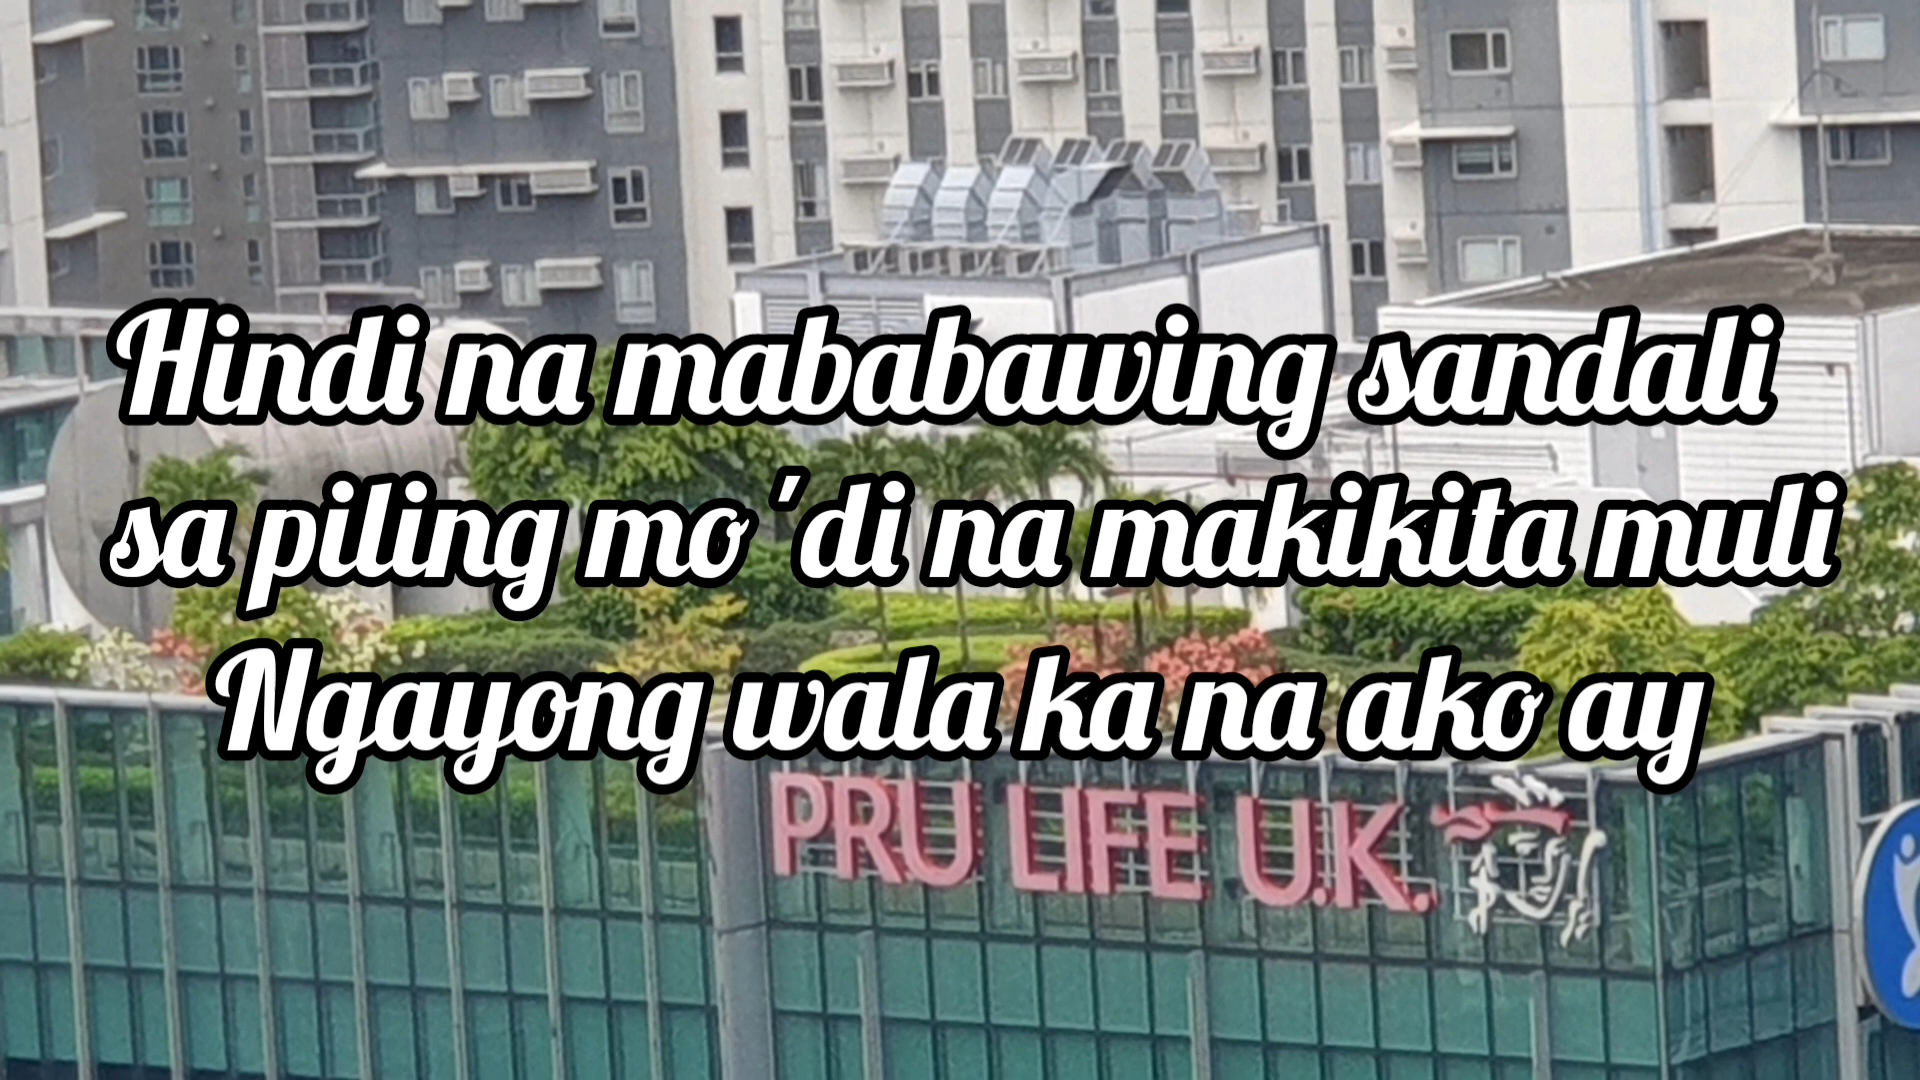 Hindi na mababawing sandali
sa piling mo 'di na makikita muli
Ngayong wala ka na ako ay
PRU LIFE U.K.